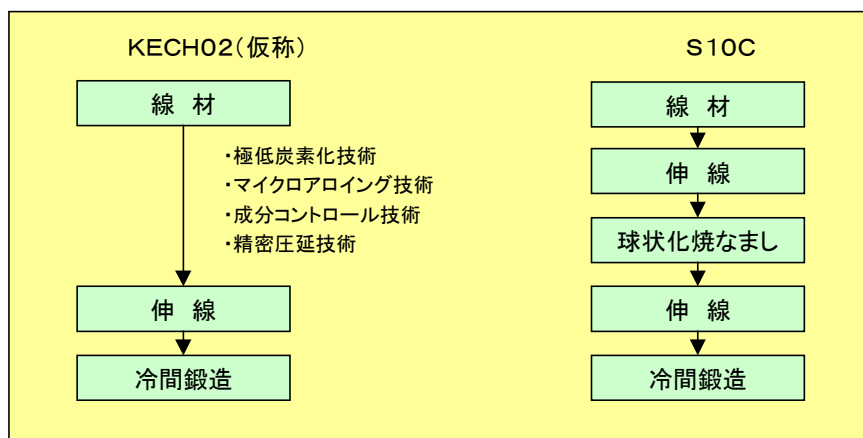 KECH02(仮称)
線 材
・極低炭素化技術
・マイクロアロイング技術
・成分コントロール技術
・精密圧延技術
伸 線
冷間鍛造
S10C
線 材
伸 線
球状化焼なまし
伸 線
冷間鍛造